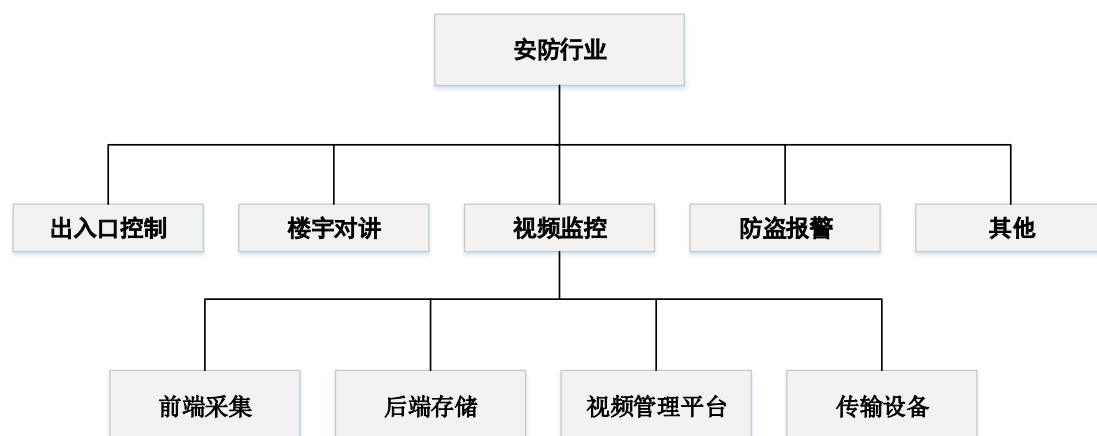 安防行业
出入口控制
楼宇对讲
视频监控
防盗报警
其他
前端采集
后端存储
视频管理平台
传输设备